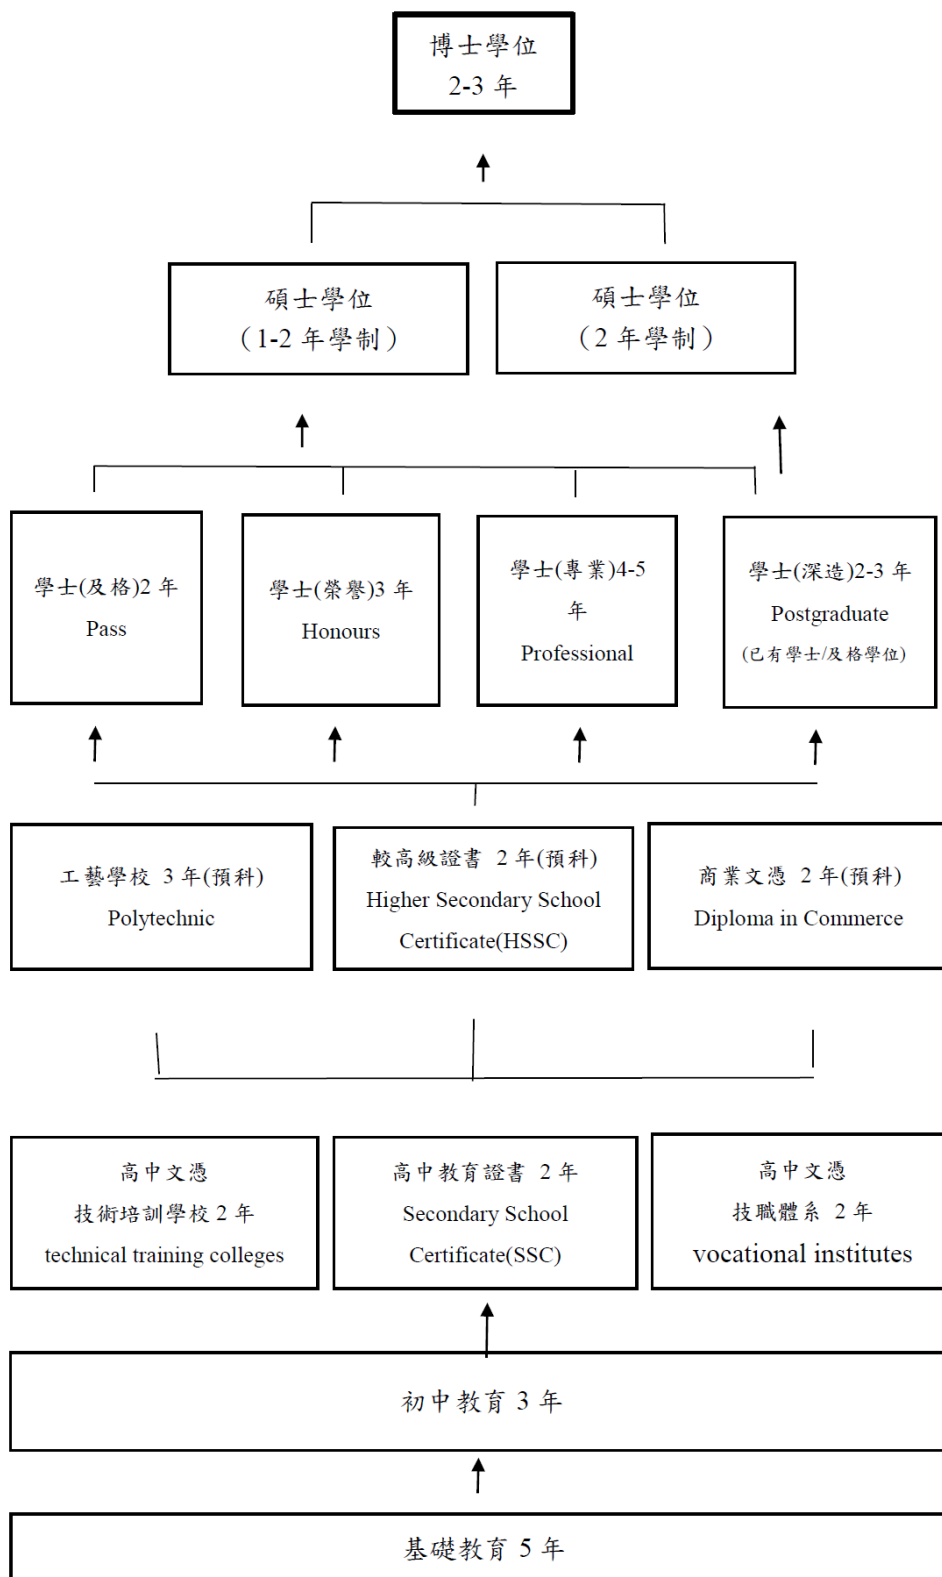 博士學位
2-3 年
碩士學位
（1-2 年學制）
碩士學位
（2 年學制）
學士(及格)2 年
Pass
學士(榮譽)3 年
Honours
學士(專業)4-5
年
Professional
學士(深造)2-3 年
Postgraduate
(已有學士/及格學位)
工藝學校 3 年(預科)
Polytechnic
較高級證書 2 年(預科)
Higher Secondary School
Certificate(HSSC)
商業文憑 2 年(預科)
Diploma in Commerce
高中文憑
技術培訓學校 2 年
technical training colleges
高中教育證書 2 年
Secondary School
Certificate(SSC)
高中文憑
技職體系 2 年
vocational institutes
初中教育 3 年
基礎教育 5 年